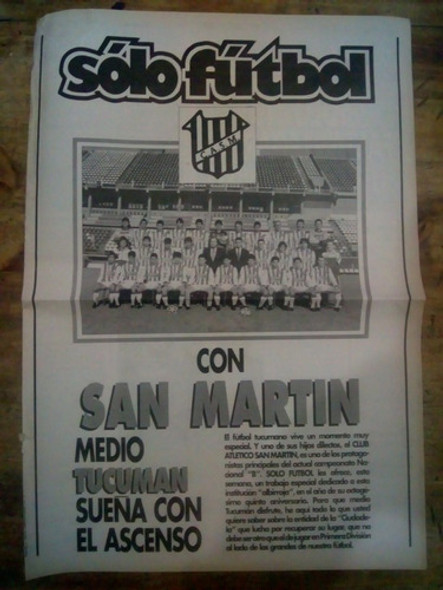 sólo fútbol
C.A.S.M.
CON
SAN MARTIN
MEDIO
TUCUMAN
SUEÑA CON
EL ASCENSO
El fútbol tucumano vive un momento muy
especial. Y uno de sus hijos dilectos, el CLUB
ATLETICO SAN MARTIN, es uno de los protago-
nistas principales del actual campeonato Na-
cional "B". SOLO FUTBOL les ofrece, esta
semana, un trabajo especial dedicado a esta
institución "albirroja", en el año de su
simo quinto aniversario. Para que medio
Tucumán disfrute, he aquí todo lo que usted
quiere saber sobre la entidad de la "Ciudade-
la" que lucha por recuperar su lugar, que no
debe ser otro que el de jugar en Primera División
al lado de los grandes de nuestro fútbol.